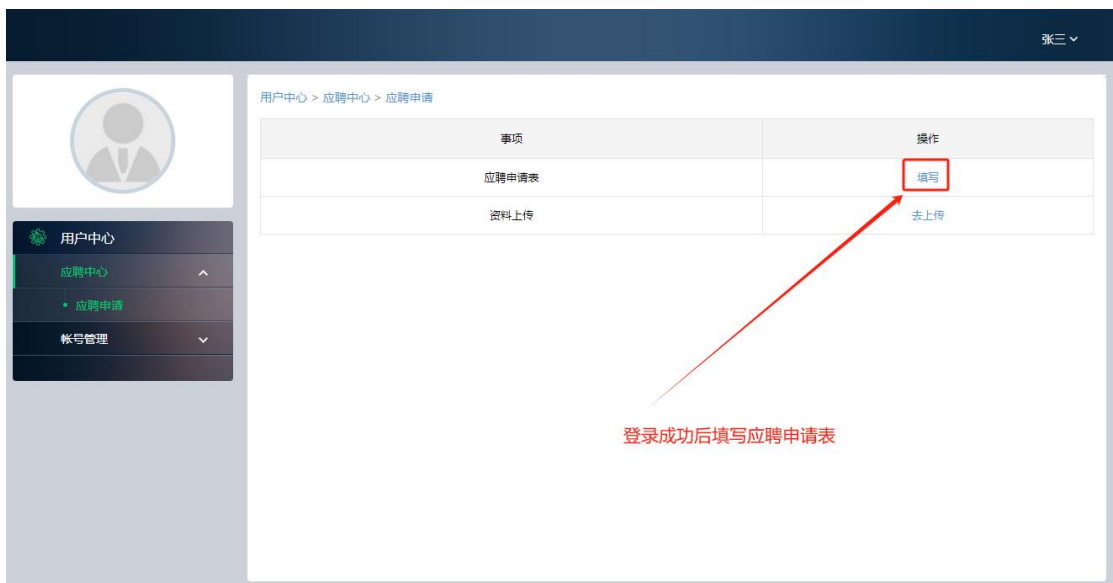 张三
用户中心 > 应聘中心 > 应聘申请
事项 操作
应聘申请表 填写
资料上传 去上传
用户中心
应聘中心
• 应聘申请
帐号管理
登录成功后填写应聘申请表